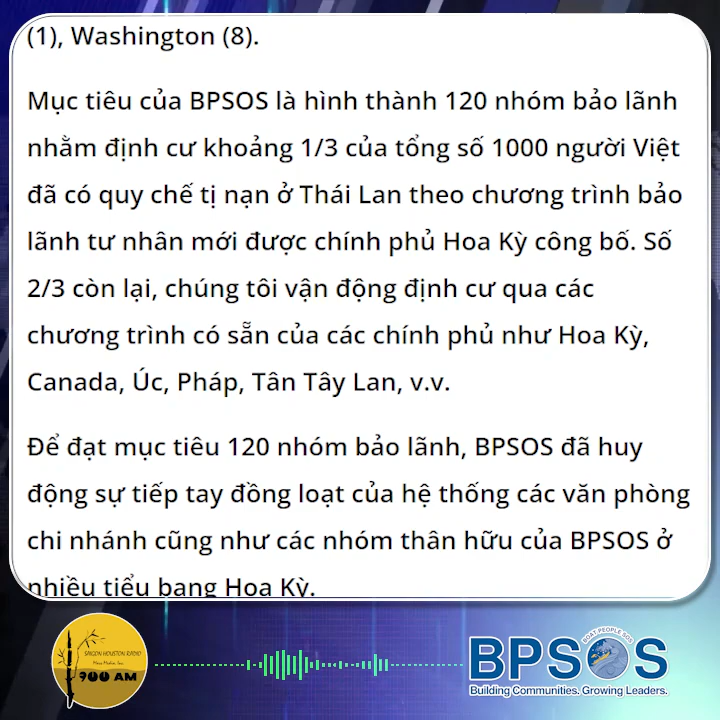 (1), Washington (8).
Mục tiêu của BPSOS là hình thành 120 nhóm bảo lãnh
nhằm định cư khoảng 1/3 của tổng số 1000 người Việt
đã có quy chế tị nạn ở Thái Lan theo chương trình bảo
lãnh tư nhân mới được chính phủ Hoa Kỳ công bố. Số
2/3 còn lại, chúng tôi vận động định cư qua các
chương trình có sẵn của các chính phủ như Hoa Kỳ,
Canada, Úc, Pháp, Tân Tây Lan, v.v.
Để đạt mục tiêu 120 nhóm bảo lãnh, BPSOS đã huy
động sự tiếp tay đồng loạt của hệ thống các văn phòng
chi nhánh cũng như các nhóm thân hữu của BPSOS ở
nhiều tiểu bang Hoa Kỳ.
SAIGON HOUSTON RADIO
900 AM
BOAT PEOPLE SOS
BPSOS
Building Communities. Growing Leaders.